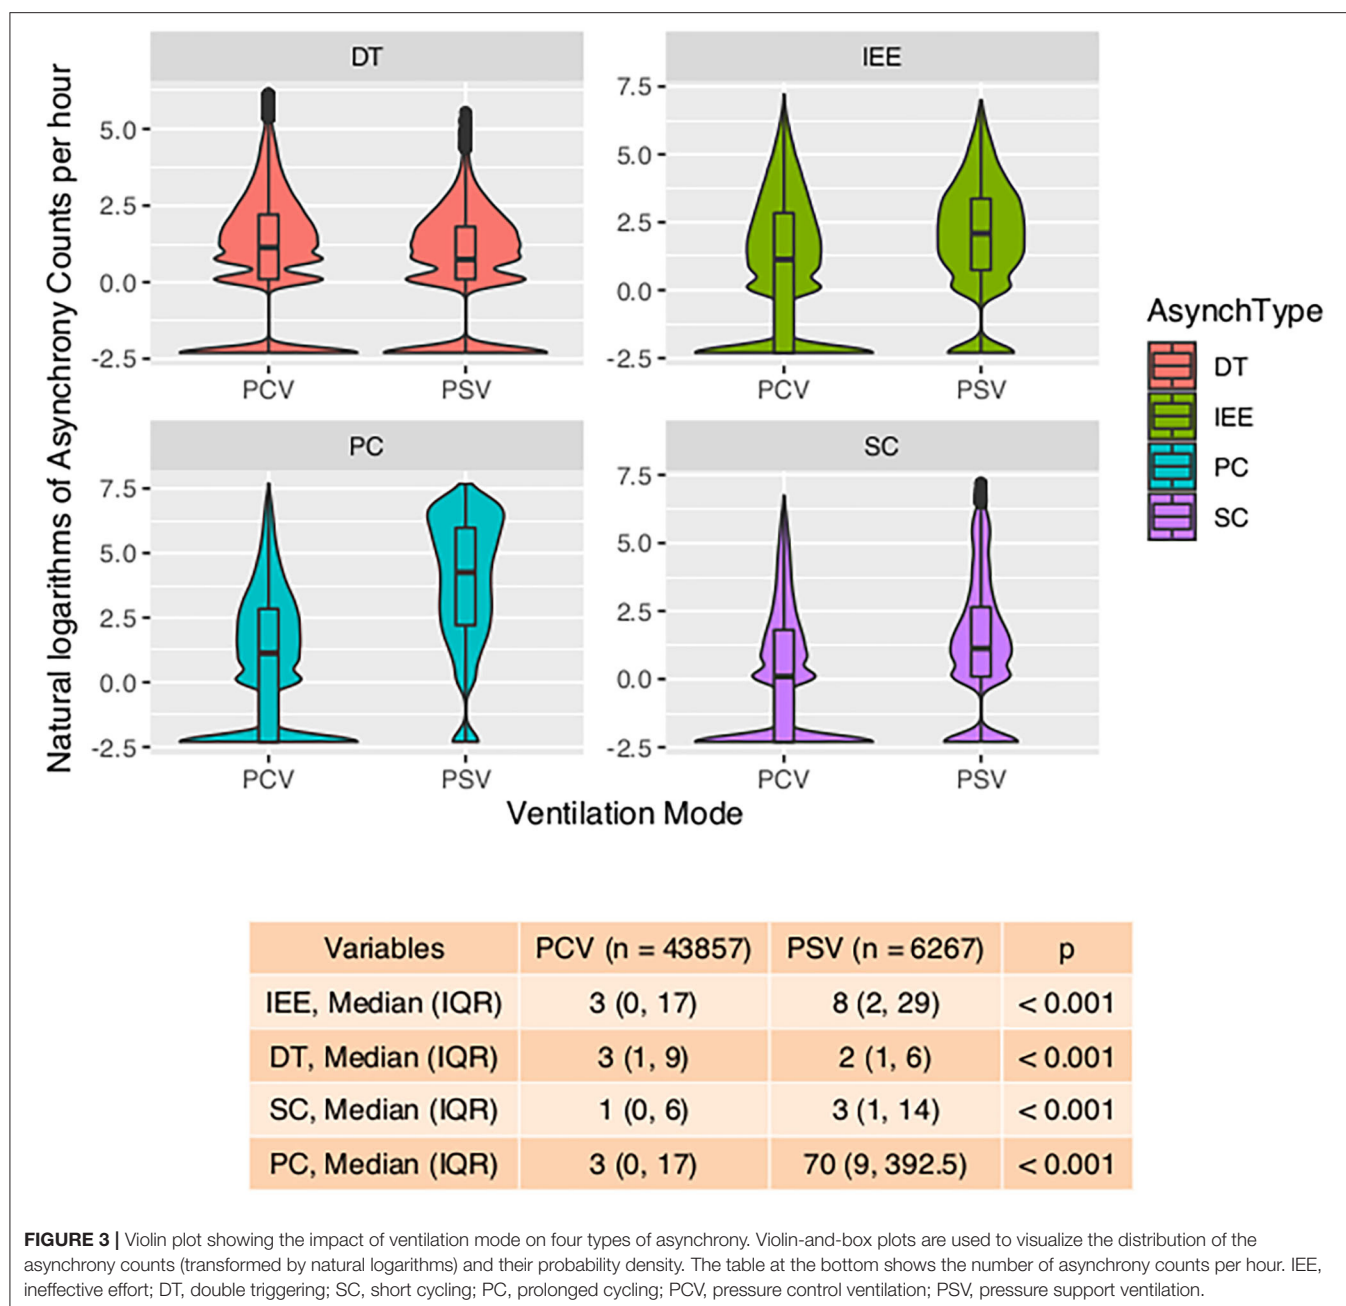 Natural logarithms of Asynchrony Counts per hour
DT
5.0
2.5
0.0
-2.5
PCV
PSV
IEE
7.5
5.0
2.5
0.0
-2.5
PCV
PSV
PC
7.5
5.0
2.5
0.0
-2.5
PCV
PSV
SC
7.5
5.0
2.5
0.0
-2.5
PCV
PSV
Ventilation Mode
AsynchType
DT
IEE
PC
SC
Variables PCV (n = 43857) PSV (n = 6267) p
IEE, Median (IQR) 3 (0, 17) 8 (2, 29) < 0.001
DT, Median (IQR) 3 (1, 9) 2 (1, 6) < 0.001
SC, Median (IQR) 1 (0, 6) 3 (1, 14) < 0.001
PC, Median (IQR) 3 (0, 17) 70 (9, 392.5) < 0.001
FIGURE 3 | Violin plot showing the impact of ventilation mode on four types of asynchrony. Violin-and-box plots are used to visualize the distribution of the
asynchrony counts (transformed by natural logarithms) and their probability density. The table at the bottom shows the number of asynchrony counts per hour. IEE,
ineffective effort; DT, double triggering; SC, short cycling; PC, prolonged cycling; PCV, pressure control ventilation; PSV, pressure support ventilation.